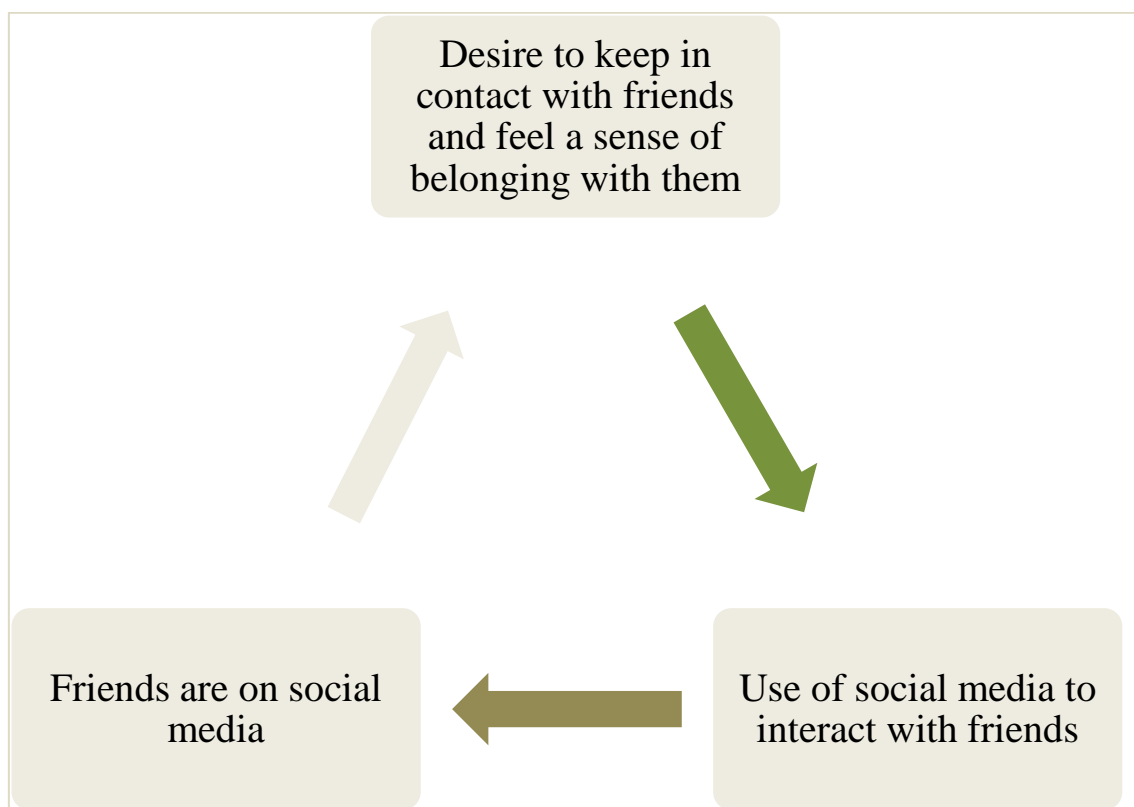 Desire to keep in
contact with friends
and feel a sense of
belonging with them
Friends are on social
media
Use of social media to
interact with friends